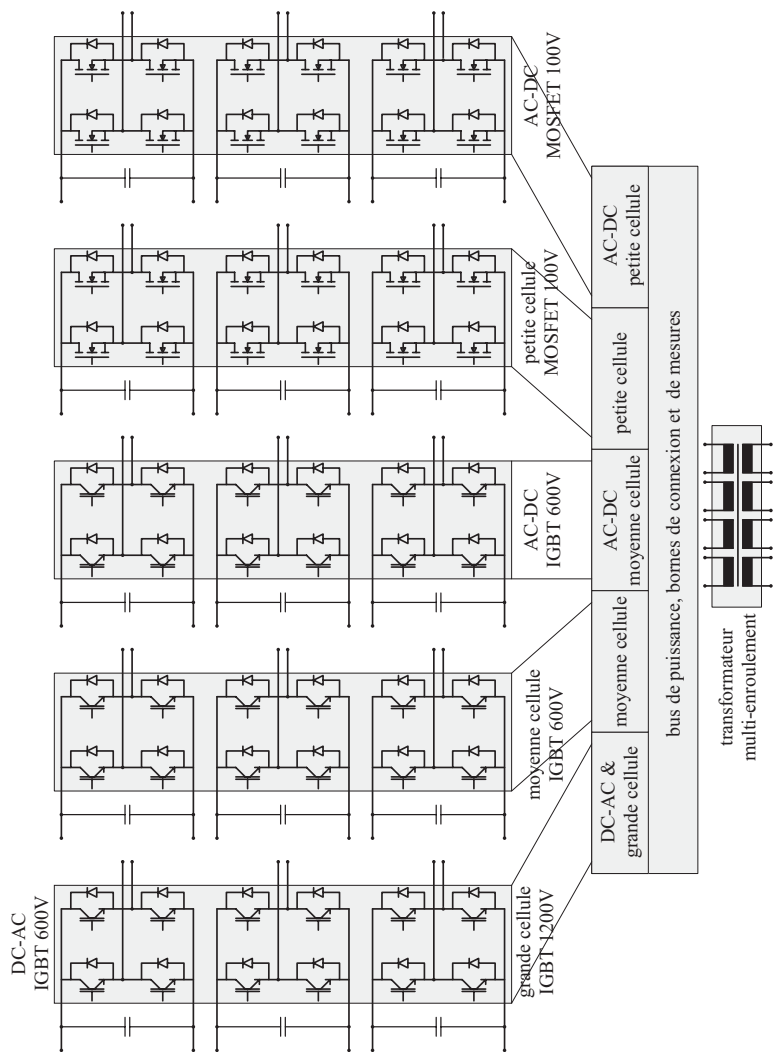 DC-AC
IGBT 600V
grande cellule
IGBT 1200V
moyenne cellule
IGBT 600V
AC-DC
IGBT 600V
petite cellule
MOSFET 100V
AC-DC
MOSFET 100V
DC-AC &
grande cellule
moyenne cellule
AC-DC
moyenne cellule
petite cellule
AC-DC
petite cellule
bus de puissance, bornes de connexion et de mesures
transformateur
multi-enroulement